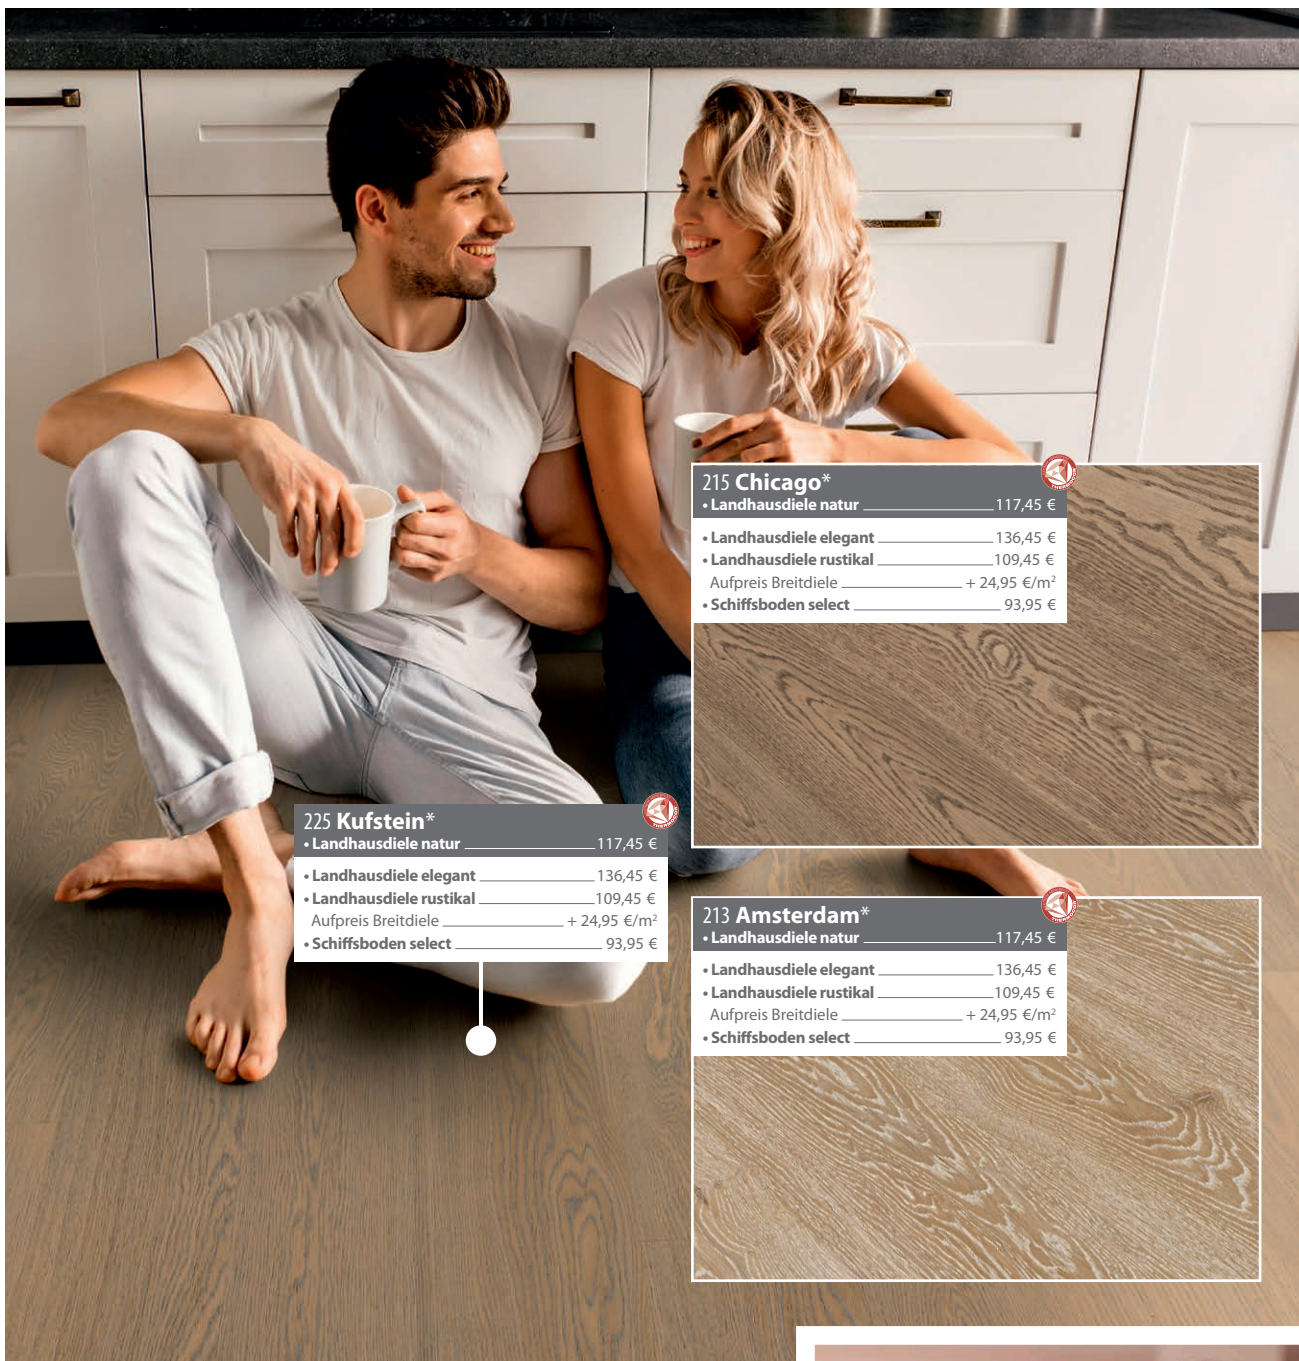 215 Chicago*
• Landhausdiele natur 117,45 €
• Landhausdiele elegant 136,45 €
• Landhausdiele rustikal 109,45 €
Aufpreis Breitdiele + 24,95 €/m²
• Schiffsboden select 93,95 €
225 Kufstein*
• Landhausdiele natur 117,45 €
• Landhausdiele elegant 136,45 €
• Landhausdiele rustikal 109,45 €
Aufpreis Breitdiele + 24,95 €/m²
• Schiffsboden select 93,95 €
213 Amsterdam*
• Landhausdiele natur 117,45 €
• Landhausdiele elegant 136,45 €
• Landhausdiele rustikal 109,45 €
Aufpreis Breitdiele + 24,95 €/m²
• Schiffsboden select 93,95 €